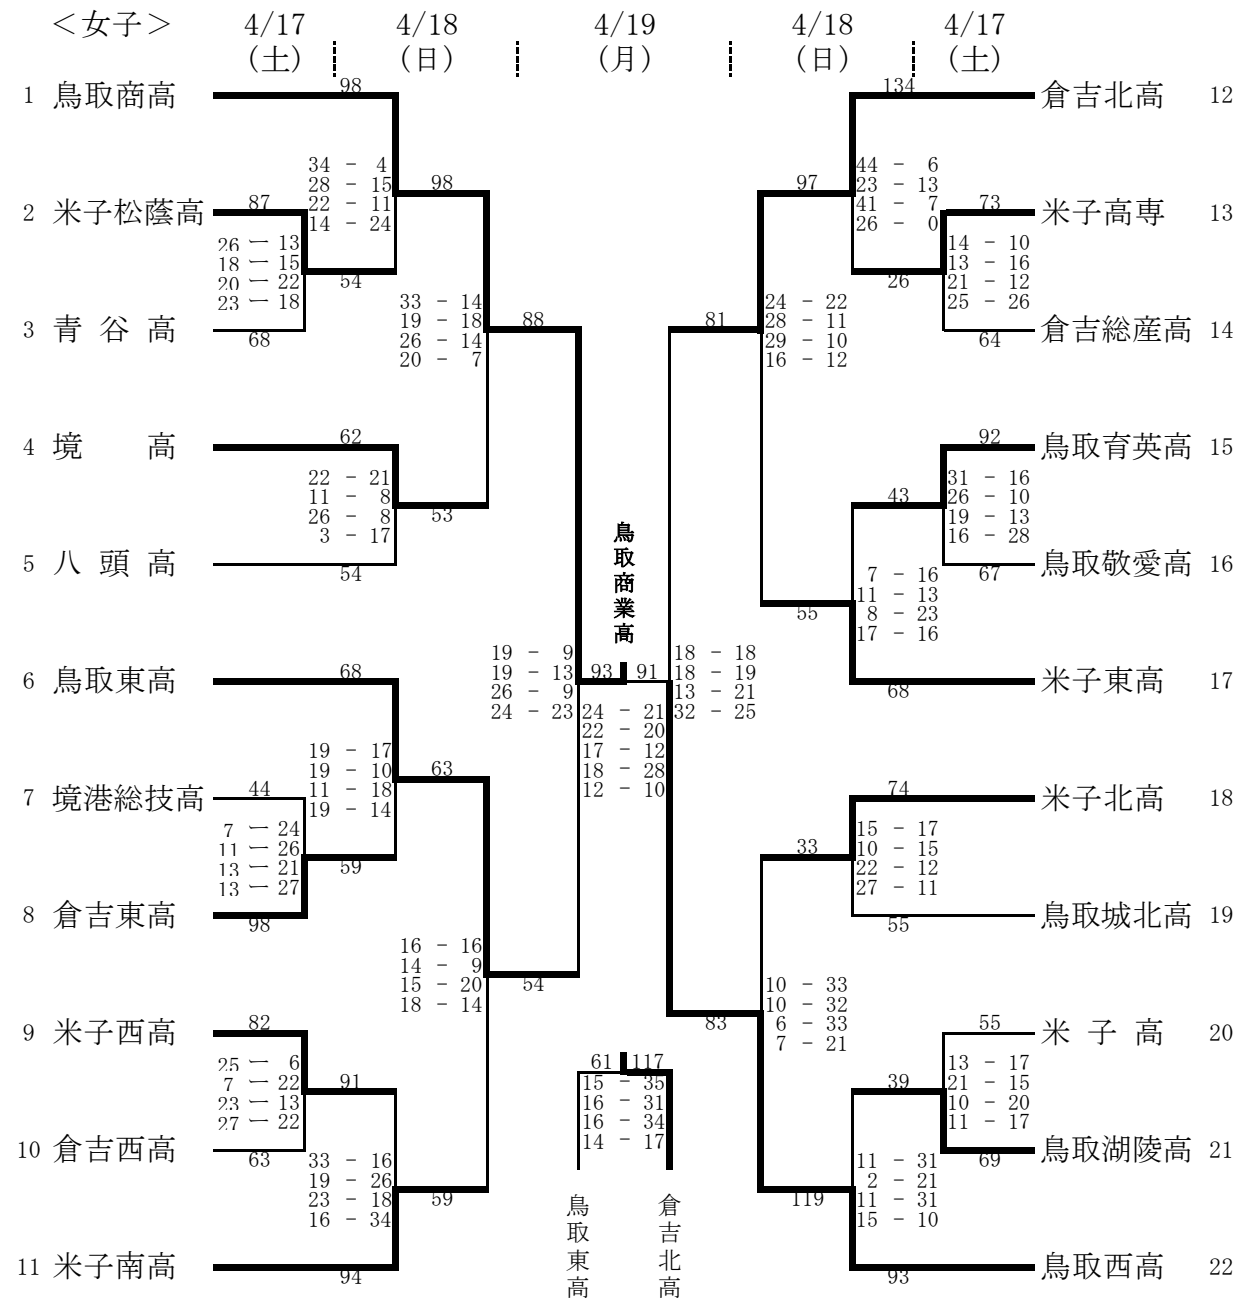 ＜女子＞ 4/17 4/18 4/19 4/18 4/17
（土） （日） （月） （日） （土）
98 134
1 鳥取商高 倉吉北高 12
34 - 4 44 - 6
28 - 15 98 97 23 - 13
87 22 - 11 41 - 7 73
2 米子松蔭高 米子高専 13
14 - 24 26 - 0
26 ー 13 14 - 10
18 ー 15 13 - 16
20 ー 22 54 26 21 - 12
23 ー 18 33 - 14 24 - 22 25 - 26
19 - 18 88 81 28 - 11
3 青谷高 倉吉総産高 14
68 26 - 14 29 - 10 64
20 - 7 16 - 12
62 92
4 境高 鳥取育英高 15
22 - 21 31 - 16
11 - 8 43 26 - 10
26 - 8 53 19 - 13
3 - 17 鳥取商業高 16 - 28
5 八頭高 鳥取敬愛高 16
54 7 - 16 67
11 - 13
55 8 - 23
17 - 16
19 - 9 18 - 18
68 19 - 13 93 91 18 - 19
6 鳥取東高 米子東高 17
26 - 9 13 - 21 68
24 - 23 24 - 21 32 - 25
22 - 20
19 - 17 17 - 12
19 - 10 63 18 - 28
44 11 - 18 12 - 10 74
7 境港総技高 米子北高 18
19 - 14
7 ー 24 15 - 17
11 ー 26 33 10 - 15
13 ー 21 59 22 - 12
13 ー 27 27 - 11
8 倉吉東高 鳥取城北高 19
98 55
16 - 16
14 - 9
15 - 20 54 10 - 33
18 - 14 10 - 32
82 83 6 - 33 55
9 米子西高 米子高 20
7 - 21
25 ー 6 61 117 13 - 17
7 ー 22 91 15 - 35 39 21 - 15
23 ー 13 16 - 31 10 - 20
27 ー 22 16 - 34 11 - 17
14 - 17
10 倉吉西高 鳥取湖陵高 21
63 33 - 16 11 - 31 69
19 - 26 2 - 21
23 - 18 59 119 11 - 31
16 - 34 15 - 10
鳥取東高 倉吉北高
11 米子南高 鳥取西高 22
94 93